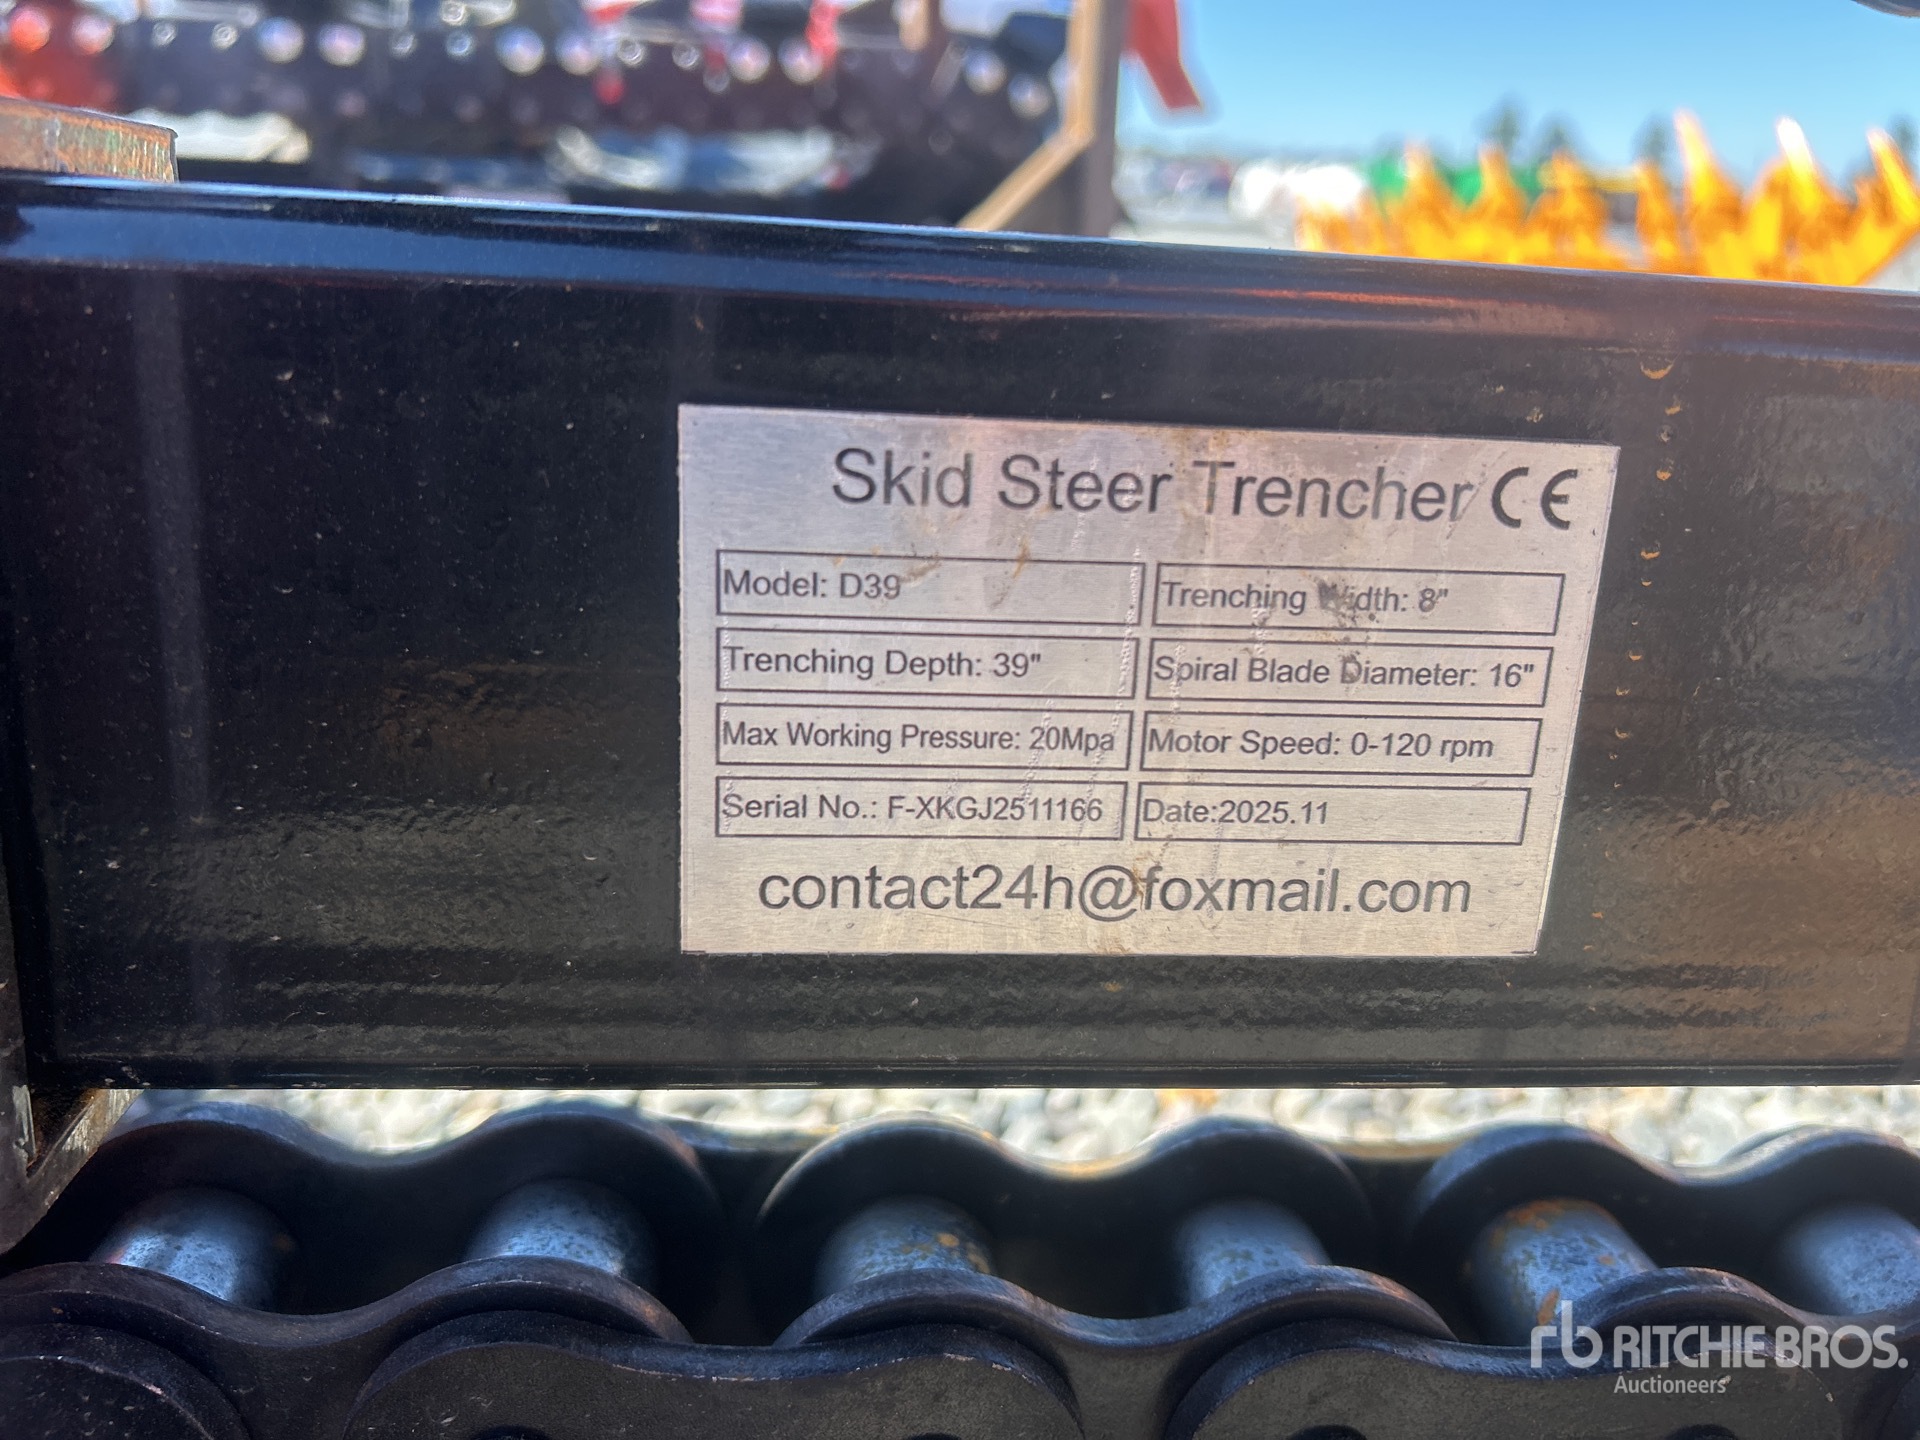 Skid Steer Trencher CE
Model: D39
Trenching Width: 8"
Trenching Depth: 39"
Spiral Blade Diameter: 16"
Max Working Pressure: 20Mpa
Motor Speed: 0-120 rpm
Serial No.: F-XKGJ2511166
Date:2025.11
contact24h@foxmail.com
rb RITCHIE BROS.
Auctioneers